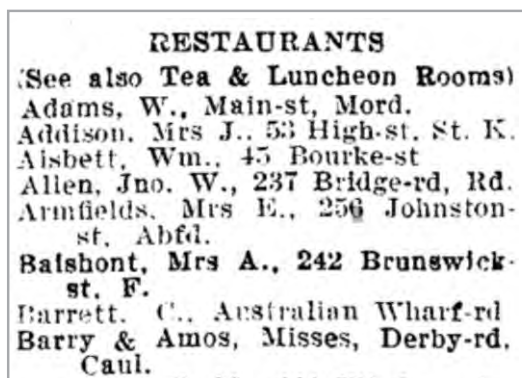 RESTAURANTS
(See also Tea & Luncheon Rooms)
Adams, W., Main-st, Mord.
Addison, Mrs J., 53 High-st. St. K.
Aisbett, Wm., 45 Bourke-st
Allen, Jno. W., 237 Bridge-rd, Rd.
Armfields, Mrs E., 256 Johnston-
st, Abfd.
Balshont, Mrs A., 242 Brunswick-
st. F.
Barrett, C., Australian Wharf-rd
Barry & Amos, Misses, Derby-rd,
Caul.